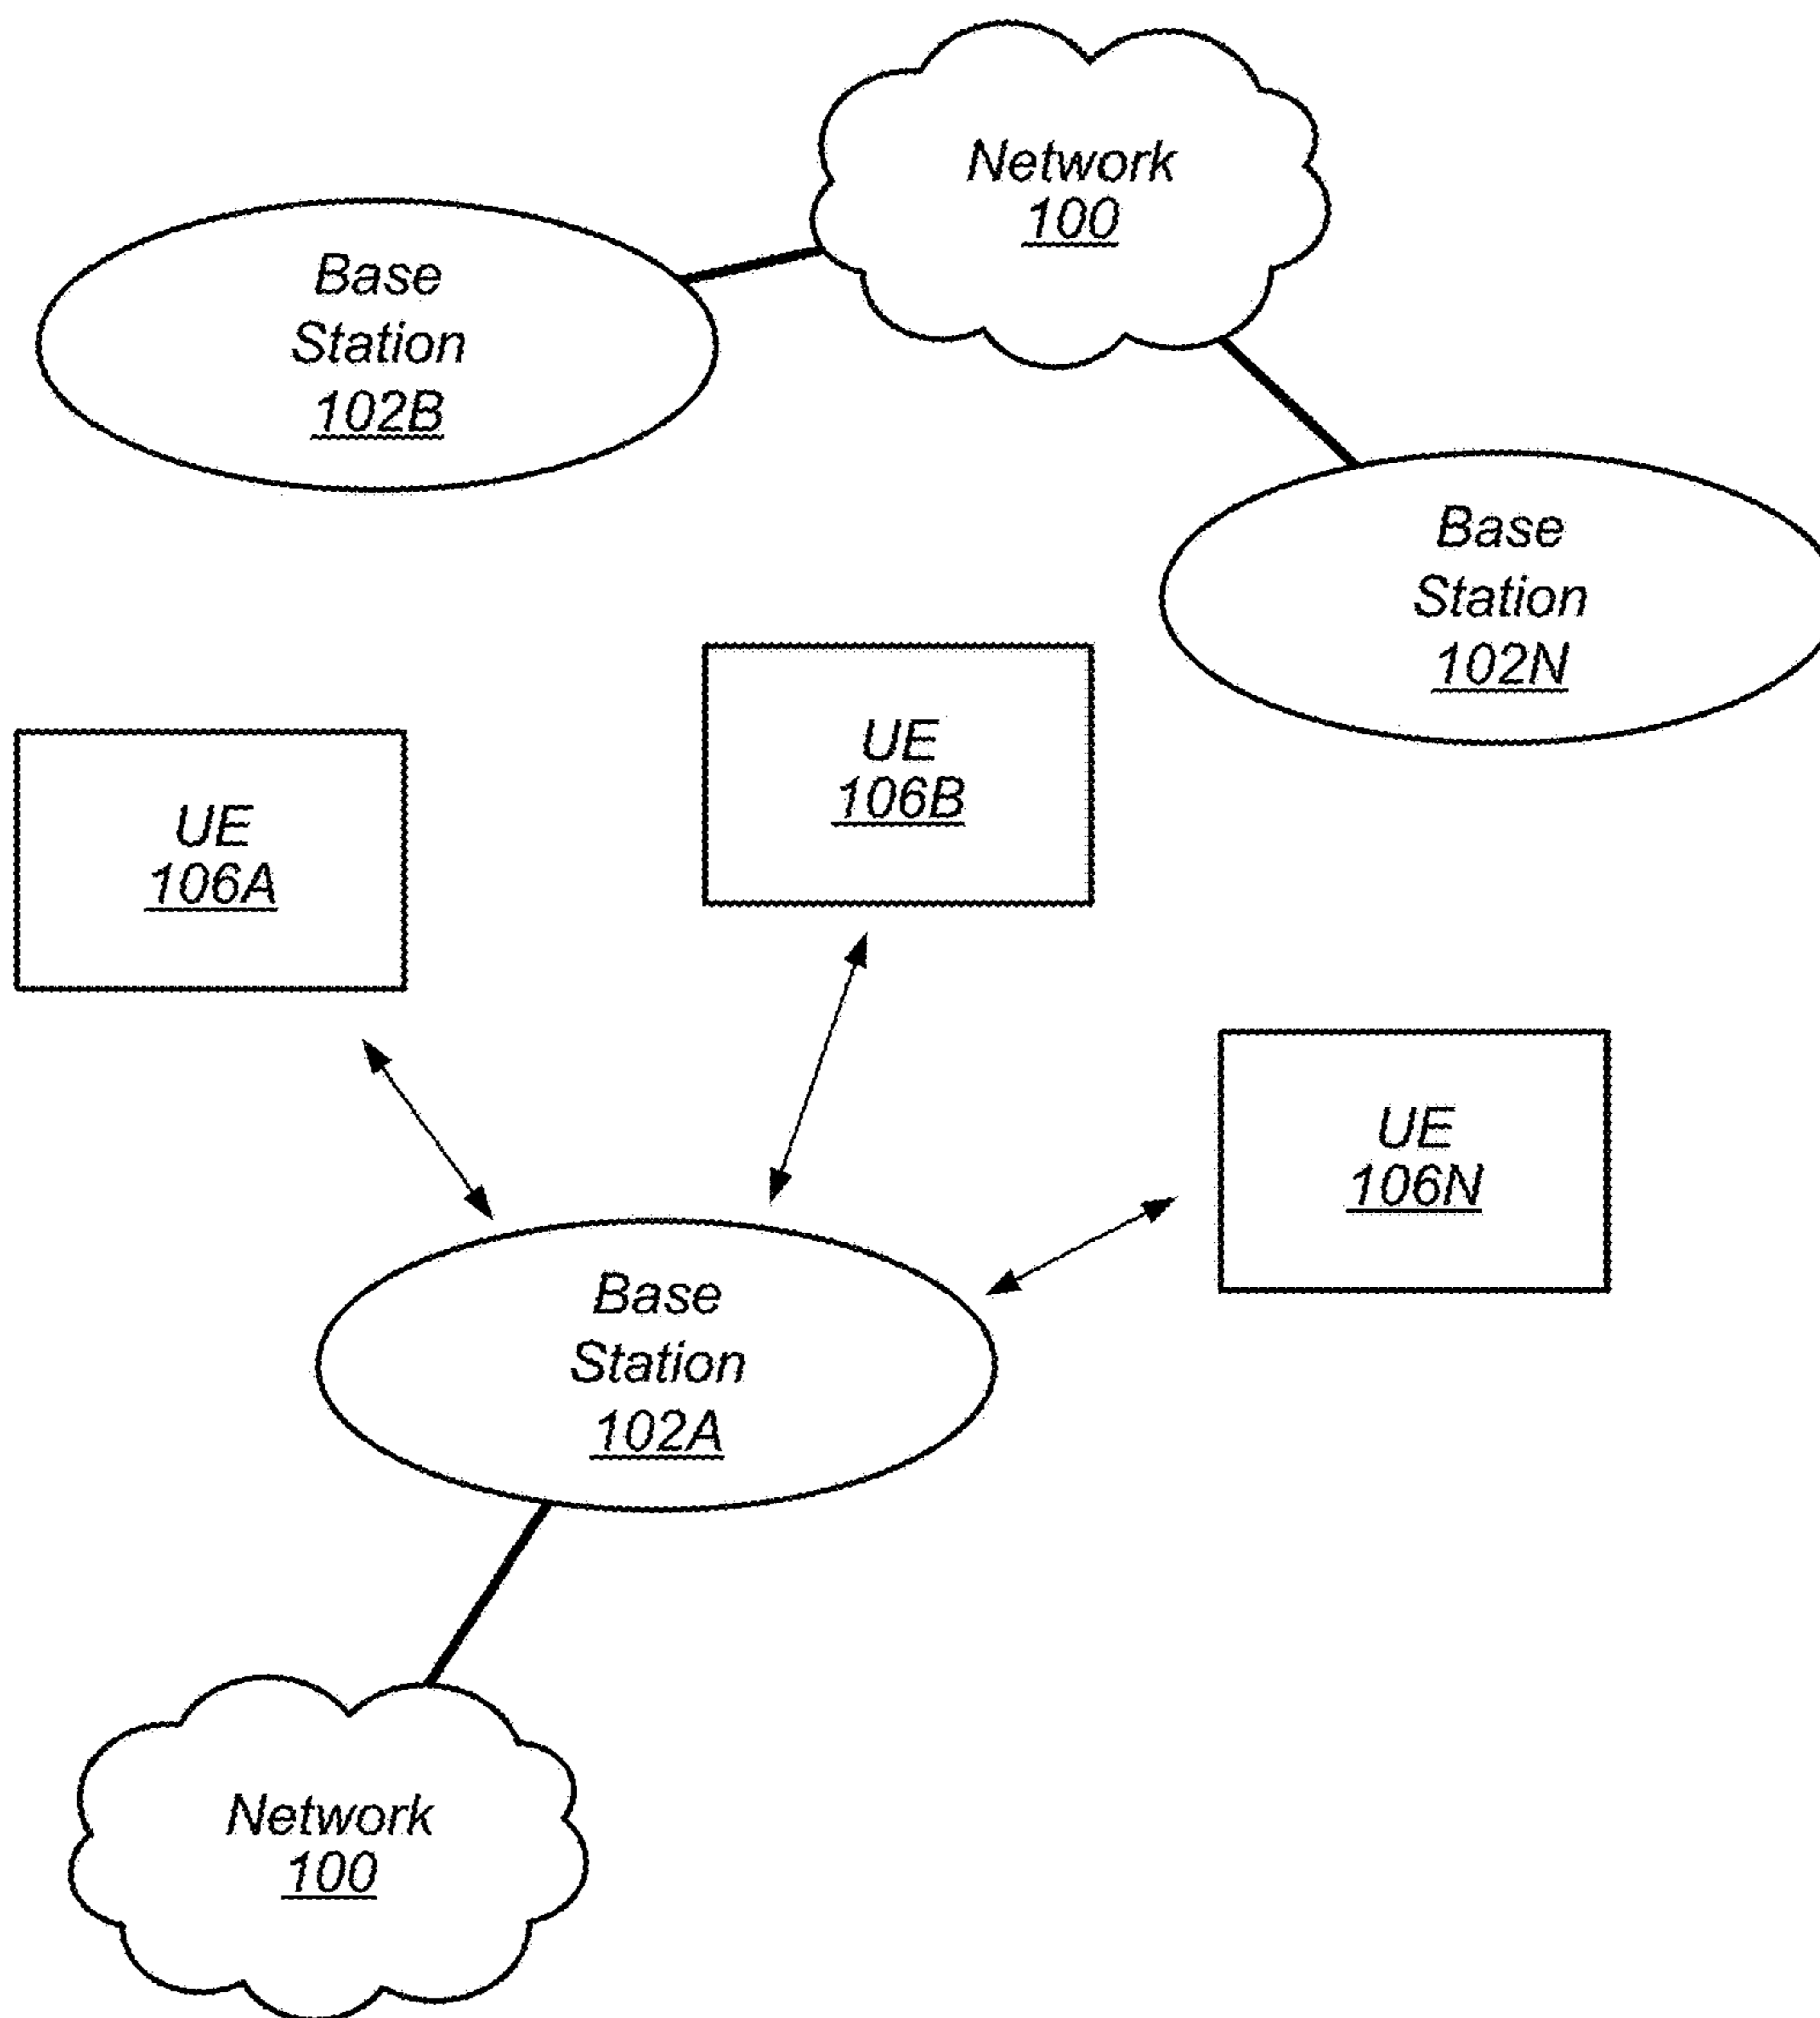 Network
100
Base
Station
102B
Base
Station
102N
UE
106B
UE
106A
UE
106N
Base
Station
102A
Network
100